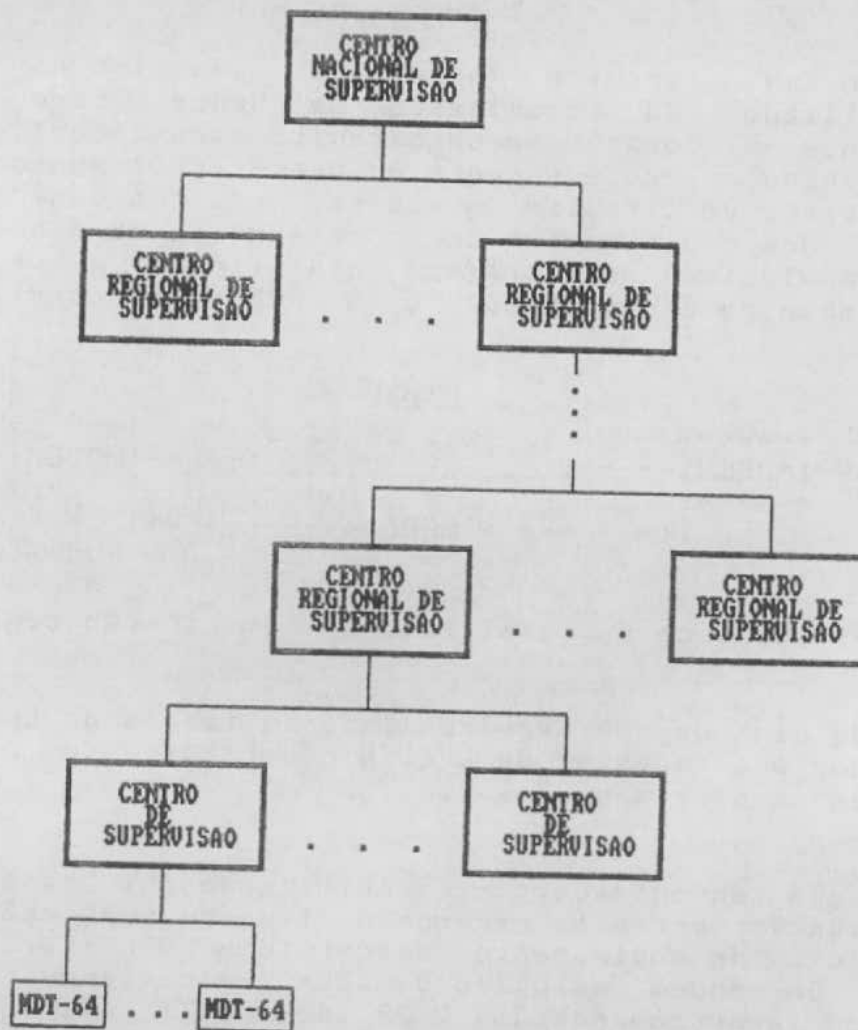 CENTRO
NACIONAL DE
SUPERVISÃO
CENTRO
REGIONAL DE
SUPERVISAO
. . .
CENTRO
REGIONAL DE
SUPERVISAO
CENTRO
REGIONAL DE
SUPERVISAO
. . .
CENTRO
REGIONAL DE
SUPERVISAO
CENTRO
DE
SUPERVISAO
. . .
CENTRO
DE
SUPERVISAO
MDT-64 . . . MDT-64